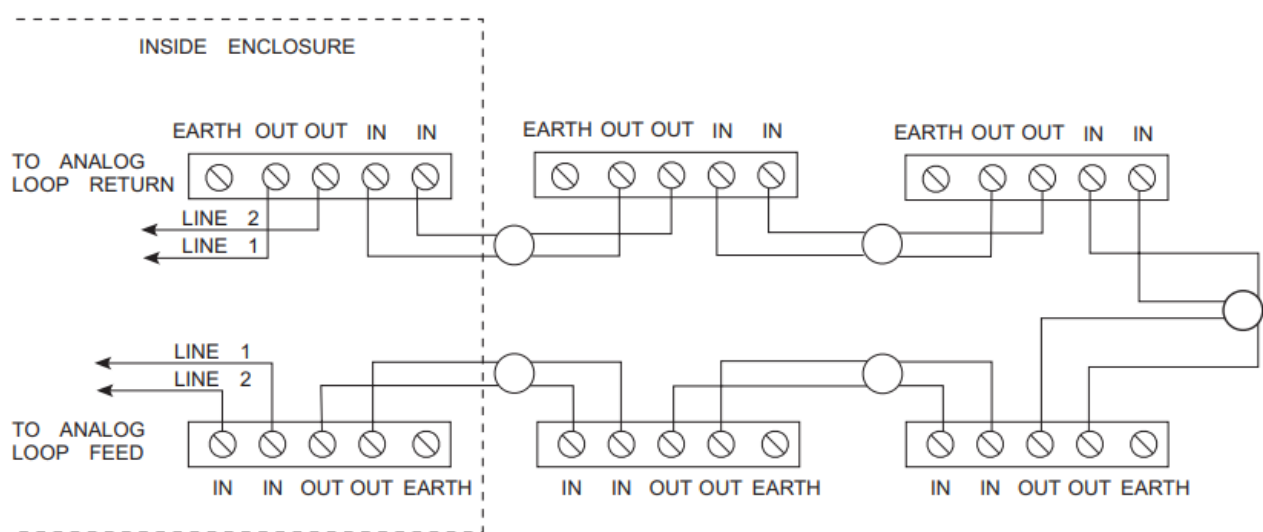 INSIDE ENCLOSURE
EARTH OUT OUT IN IN
EARTH OUT OUT IN IN
EARTH OUT OUT IN IN
TO ANALOG
LOOP RETURN
LINE 2
LINE 1
LINE 1
LINE 2
TO ANALOG
LOOP FEED
IN IN OUT OUT EARTH
IN IN OUT OUT EARTH
IN IN OUT OUT EARTH